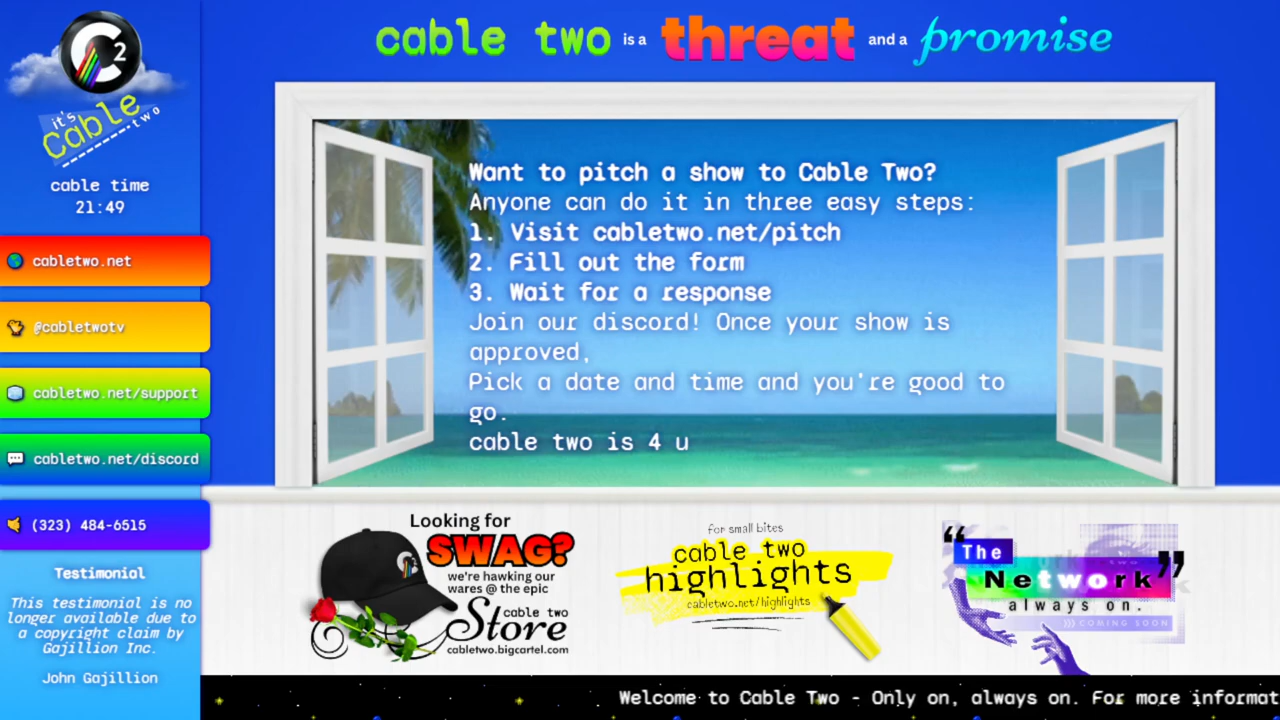 C2
it's
cable
two
cable time
21:49
cabletwo.net
@cabletwotv
cabletwo.net/support
cabletwo.net/discord
(323) 484-6515
Testimonial
This testimonial is no
longer available due to
a copyright claim by
Gajillion Inc.
John Gajillion
cable two is a threat and a promise
Want to pitch a show to Cable Two?
Anyone can do it in three easy steps:
1. Visit cabletwo.net/pitch
2. Fill out the form
3. Wait for a response
Join our discord! Once your show is
approved,
Pick a date and time and you're good to
go.
cable two is 4 u
Looking for
SWAG?
we're hawking our
wares @ the epic
cable two
Store
cabletwo.bigcartel.com
for small bites
cable two
highlights
cabletwo.net/highlights
“The
Network”
always on.
))) COMING SOON
Welcome to Cable Two - Only on, always on. For more informat